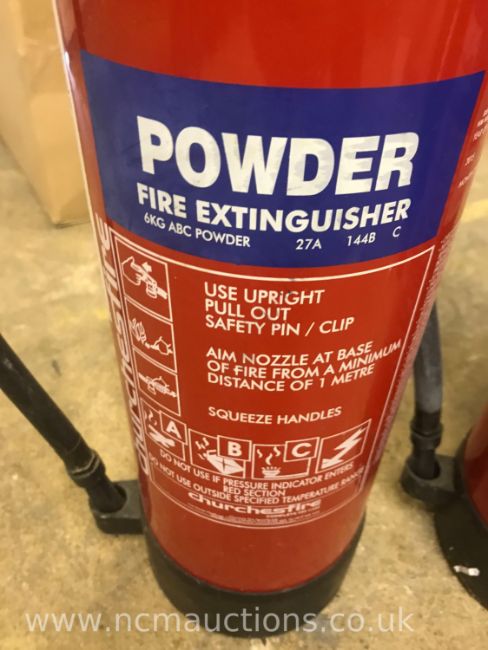 POWDER
FIRE EXTINGUISHER
6KG ABC POWDER 27A 144B C
USE UPRIGHT
PULL OUT
SAFETY PIN / CLIP
AIM NOZZLE AT BASE
OF FIRE FROM A MINIMUM
DISTANCE OF 1 METRE
SQUEEZE HANDLES
A B C
DO NOT USE IF PRESSURE INDICATOR ENTERS
RED SECTION
DO NOT USE OUTSIDE SPECIFIED TEMPERATURE RANGE
churchesfire
www.ncmauctions.co.uk